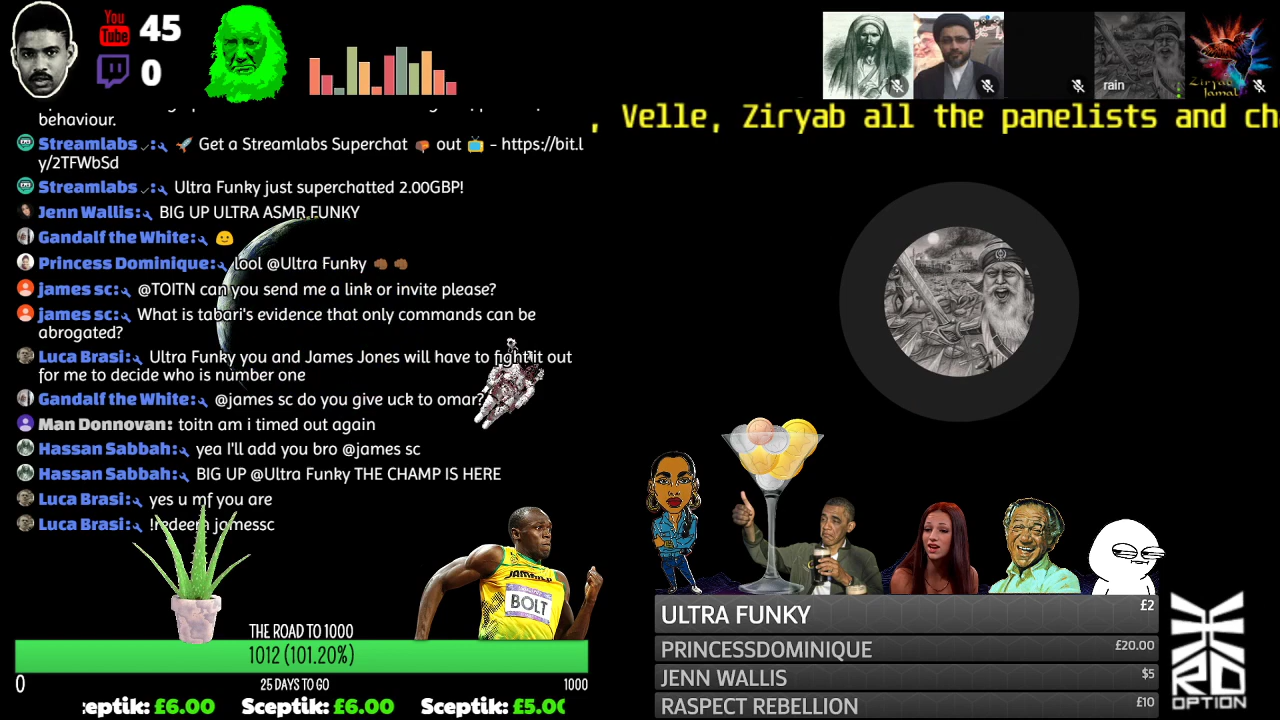 You
Tube
45
0
rain
Ziryab
Jamal
, Velle, Ziryab all the panelists and ch
behaviour.
Streamlabs : 🚀 Get a Streamlabs Superchat out 📺 - https://bit.l
y/2TFWbSd
Streamlabs : Ultra Funky just superchatted 2.00GBP!
Jenn Wallis: BIG UP ULTRA ASMR FUNKY
Gandalf the White: 🙂
Princess Dominique: lool @Ultra Funky 👊🏾 👊🏾
james sc: @TOITN can you send me a link or invite please?
james sc: What is tabari's evidence that only commands can be
abrogated?
Luca Brasi: Ultra Funky you and James Jones will have to fight it out
for me to decide who is number one
Gandalf the White: @james sc do you give uck to omar?
Man Donnovan: toitn am i timed out again
Hassan Sabbah: yea I'll add you bro @james sc
Hassan Sabbah: BIG UP @Ultra Funky THE CHAMP IS HERE
Luca Brasi: yes u mf you are
Luca Brasi: !redeem jamessc
JAMAICA
BOLT
THE ROAD TO 1000
1012 (101.20%)
0
25 DAYS TO GO
1000
:eptik: £6.00 Sceptik: £6.00 Sceptik: £5.00
ULTRA FUNKY £2
PRINCESSDOMINIQUE £20.00
JENN WALLIS $5
RASPECT REBELLION £10
OPTION